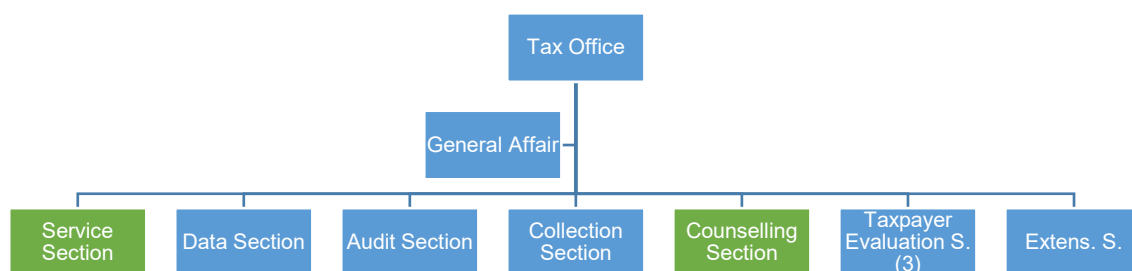 Tax Office
General Affair
Service
Section
Data Section
Audit Section
Collection
Section
Counselling
Section
Taxpayer
Evaluation S.
(3)
Extens. S.